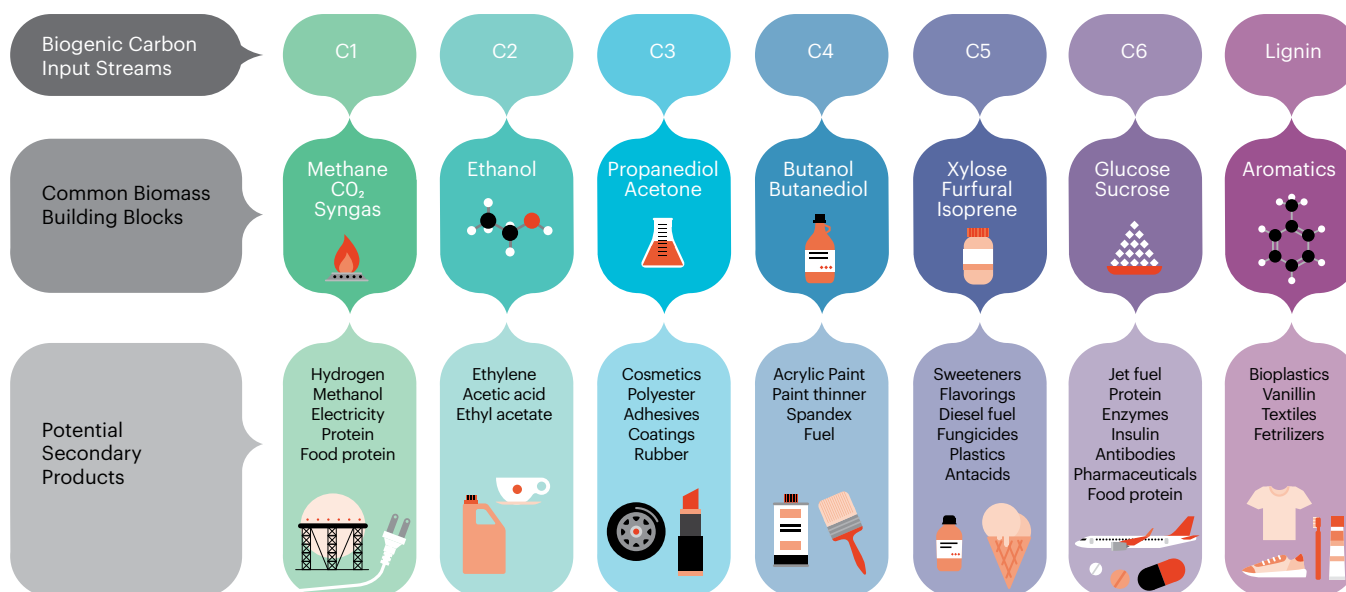 Biogenic Carbon
Input Streams
C1
C2
C3
C4
C5
C6
Lignin
Common Biomass
Building Blocks
Methane
CO₂
Syngas
Ethanol
Propanediol
Acetone
Butanol
Butanediol
Xylose
Furfural
Isoprene
Glucose
Sucrose
Aromatics
Potential
Secondary
Products
Hydrogen
Methanol
Electricity
Protein
Food protein
Ethylene
Acetic acid
Ethyl acetate
Cosmetics
Polyester
Adhesives
Coatings
Rubber
Acrylic Paint
Paint thinner
Spandex
Fuel
Sweeteners
Flavorings
Diesel fuel
Fungicides
Plastics
Antacids
Jet fuel
Protein
Enzymes
Insulin
Antibodies
Pharmaceuticals
Food protein
Bioplastics
Vanillin
Textiles
Fetrilizers